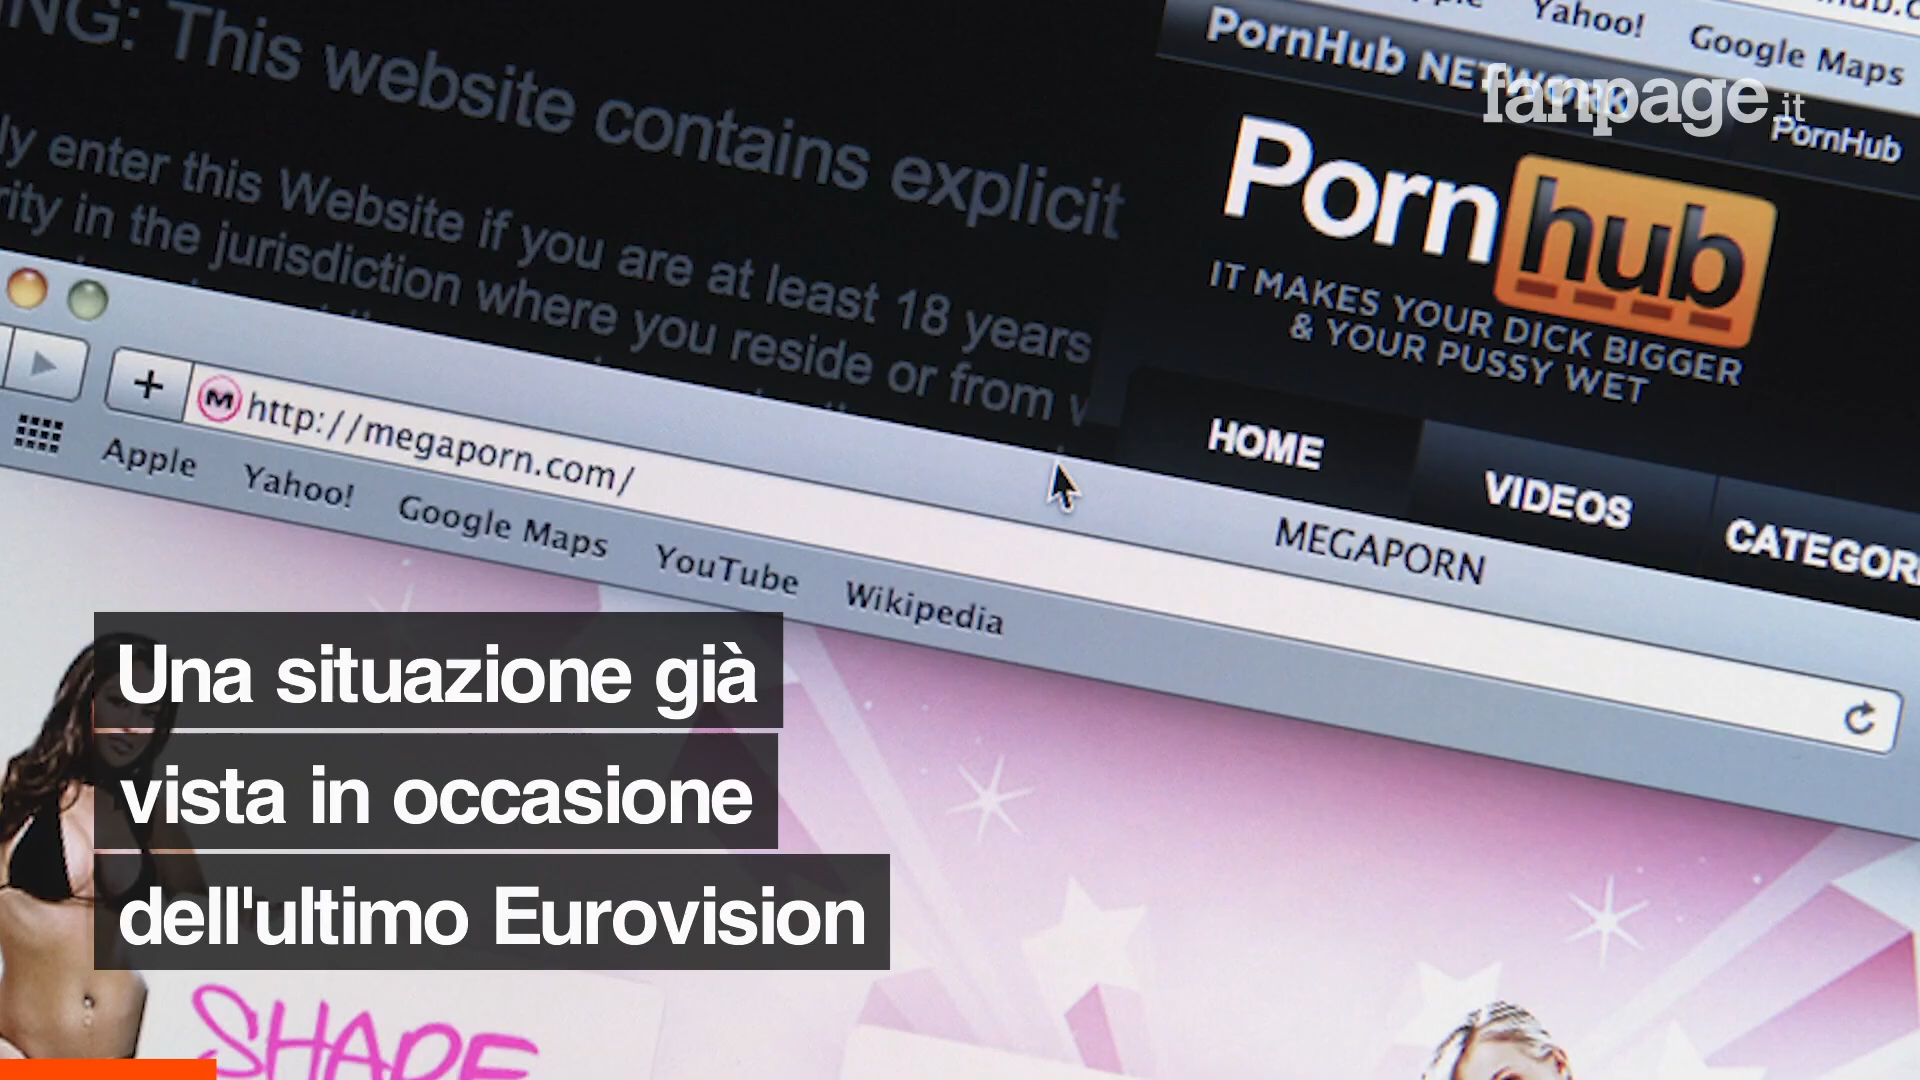 NG: This website contains explicit
ly enter this Website if you are at least 18 years
rity in the jurisdiction where you reside or from
Apple Yahoo! Google Maps
PornHub NETWORK
PornHub
fanpage.it
Porn hub
IT MAKES YOUR DICK BIGGER
& YOUR PUSSY WET
HOME VIDEOS CATEGOR
MEGAPORN
http://megaporn.com/
Apple Yahoo! Google Maps YouTube Wikipedia
Una situazione già
vista in occasione
dell'ultimo Eurovision
SHARE